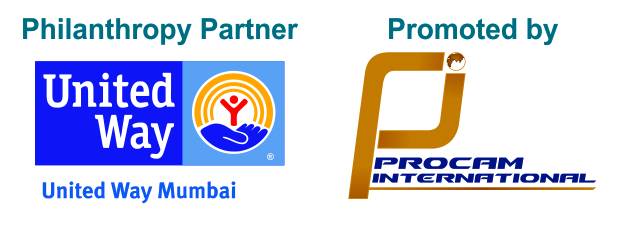 Philanthropy Partner
United
Way
®
United Way Mumbai
Promoted by
PROCAM
INTERNATIONAL